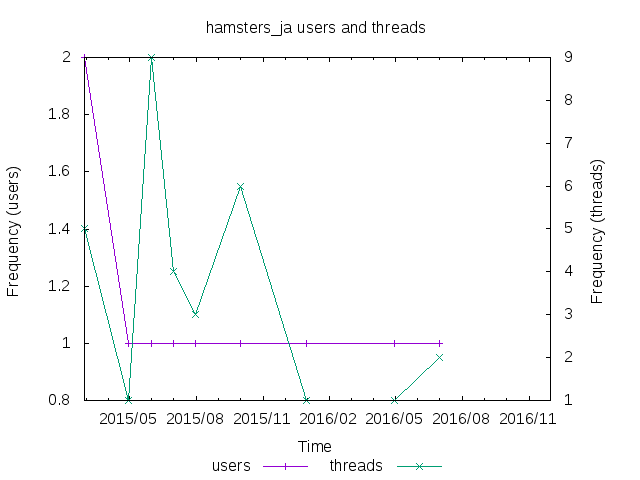 hamsters_ja users and threads
2
1.8
1.6
1.4
1.2
1
0.8
Frequency (users)
9
8
7
6
5
4
3
2
1
Frequency (threads)
2015/05 2015/08 2015/11 2016/02 2016/05 2016/08 2016/11
Time
users threads